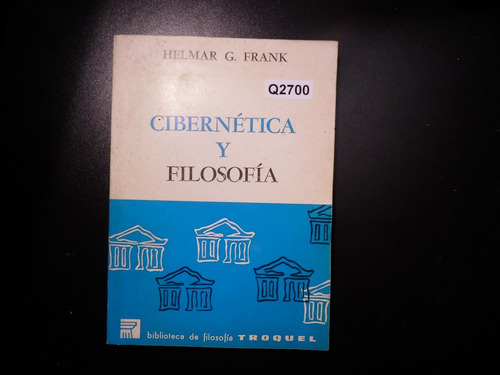 HELMAR G. FRANK
Q2700
CIBERNÉTICA
Y
FILOSOFÍA
biblioteca de filosofía TROQUEL